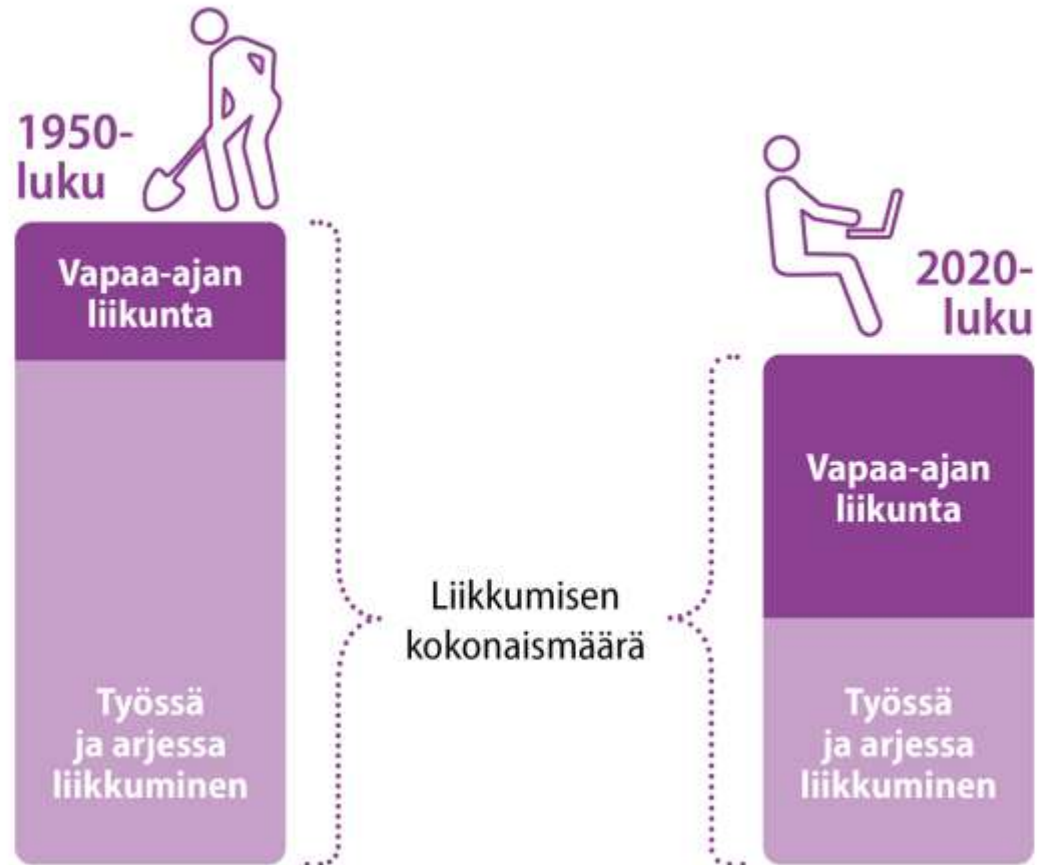 1950-
luku
Vapaa-ajan
liikunta
Työssä
ja arjessa
liikkuminen
Liikkumisen
kokonaismäärä
2020-
luku
Vapaa-ajan
liikunta
Työssä
ja arjessa
liikkuminen